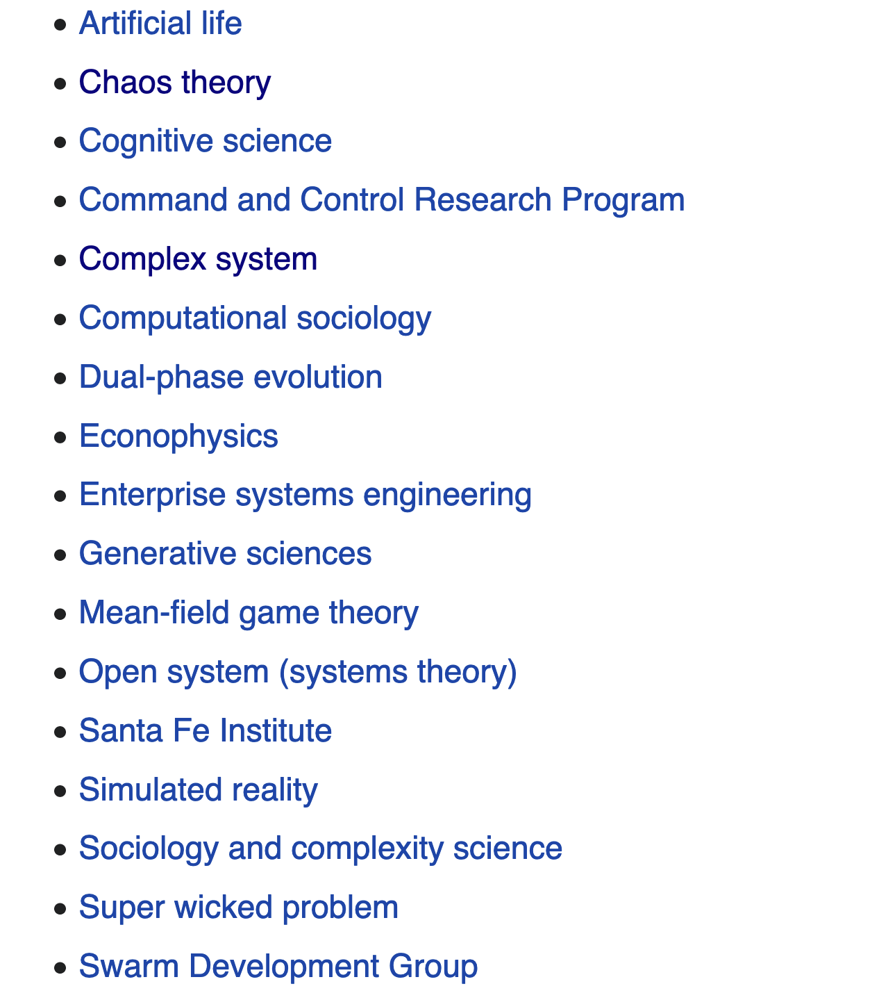 Artificial life
Chaos theory
Cognitive science
Command and Control Research Program
Complex system
Computational sociology
Dual-phase evolution
Econophysics
Enterprise systems engineering
Generative sciences
Mean-field game theory
Open system (systems theory)
Santa Fe Institute
Simulated reality
Sociology and complexity science
Super wicked problem
Swarm Development Group